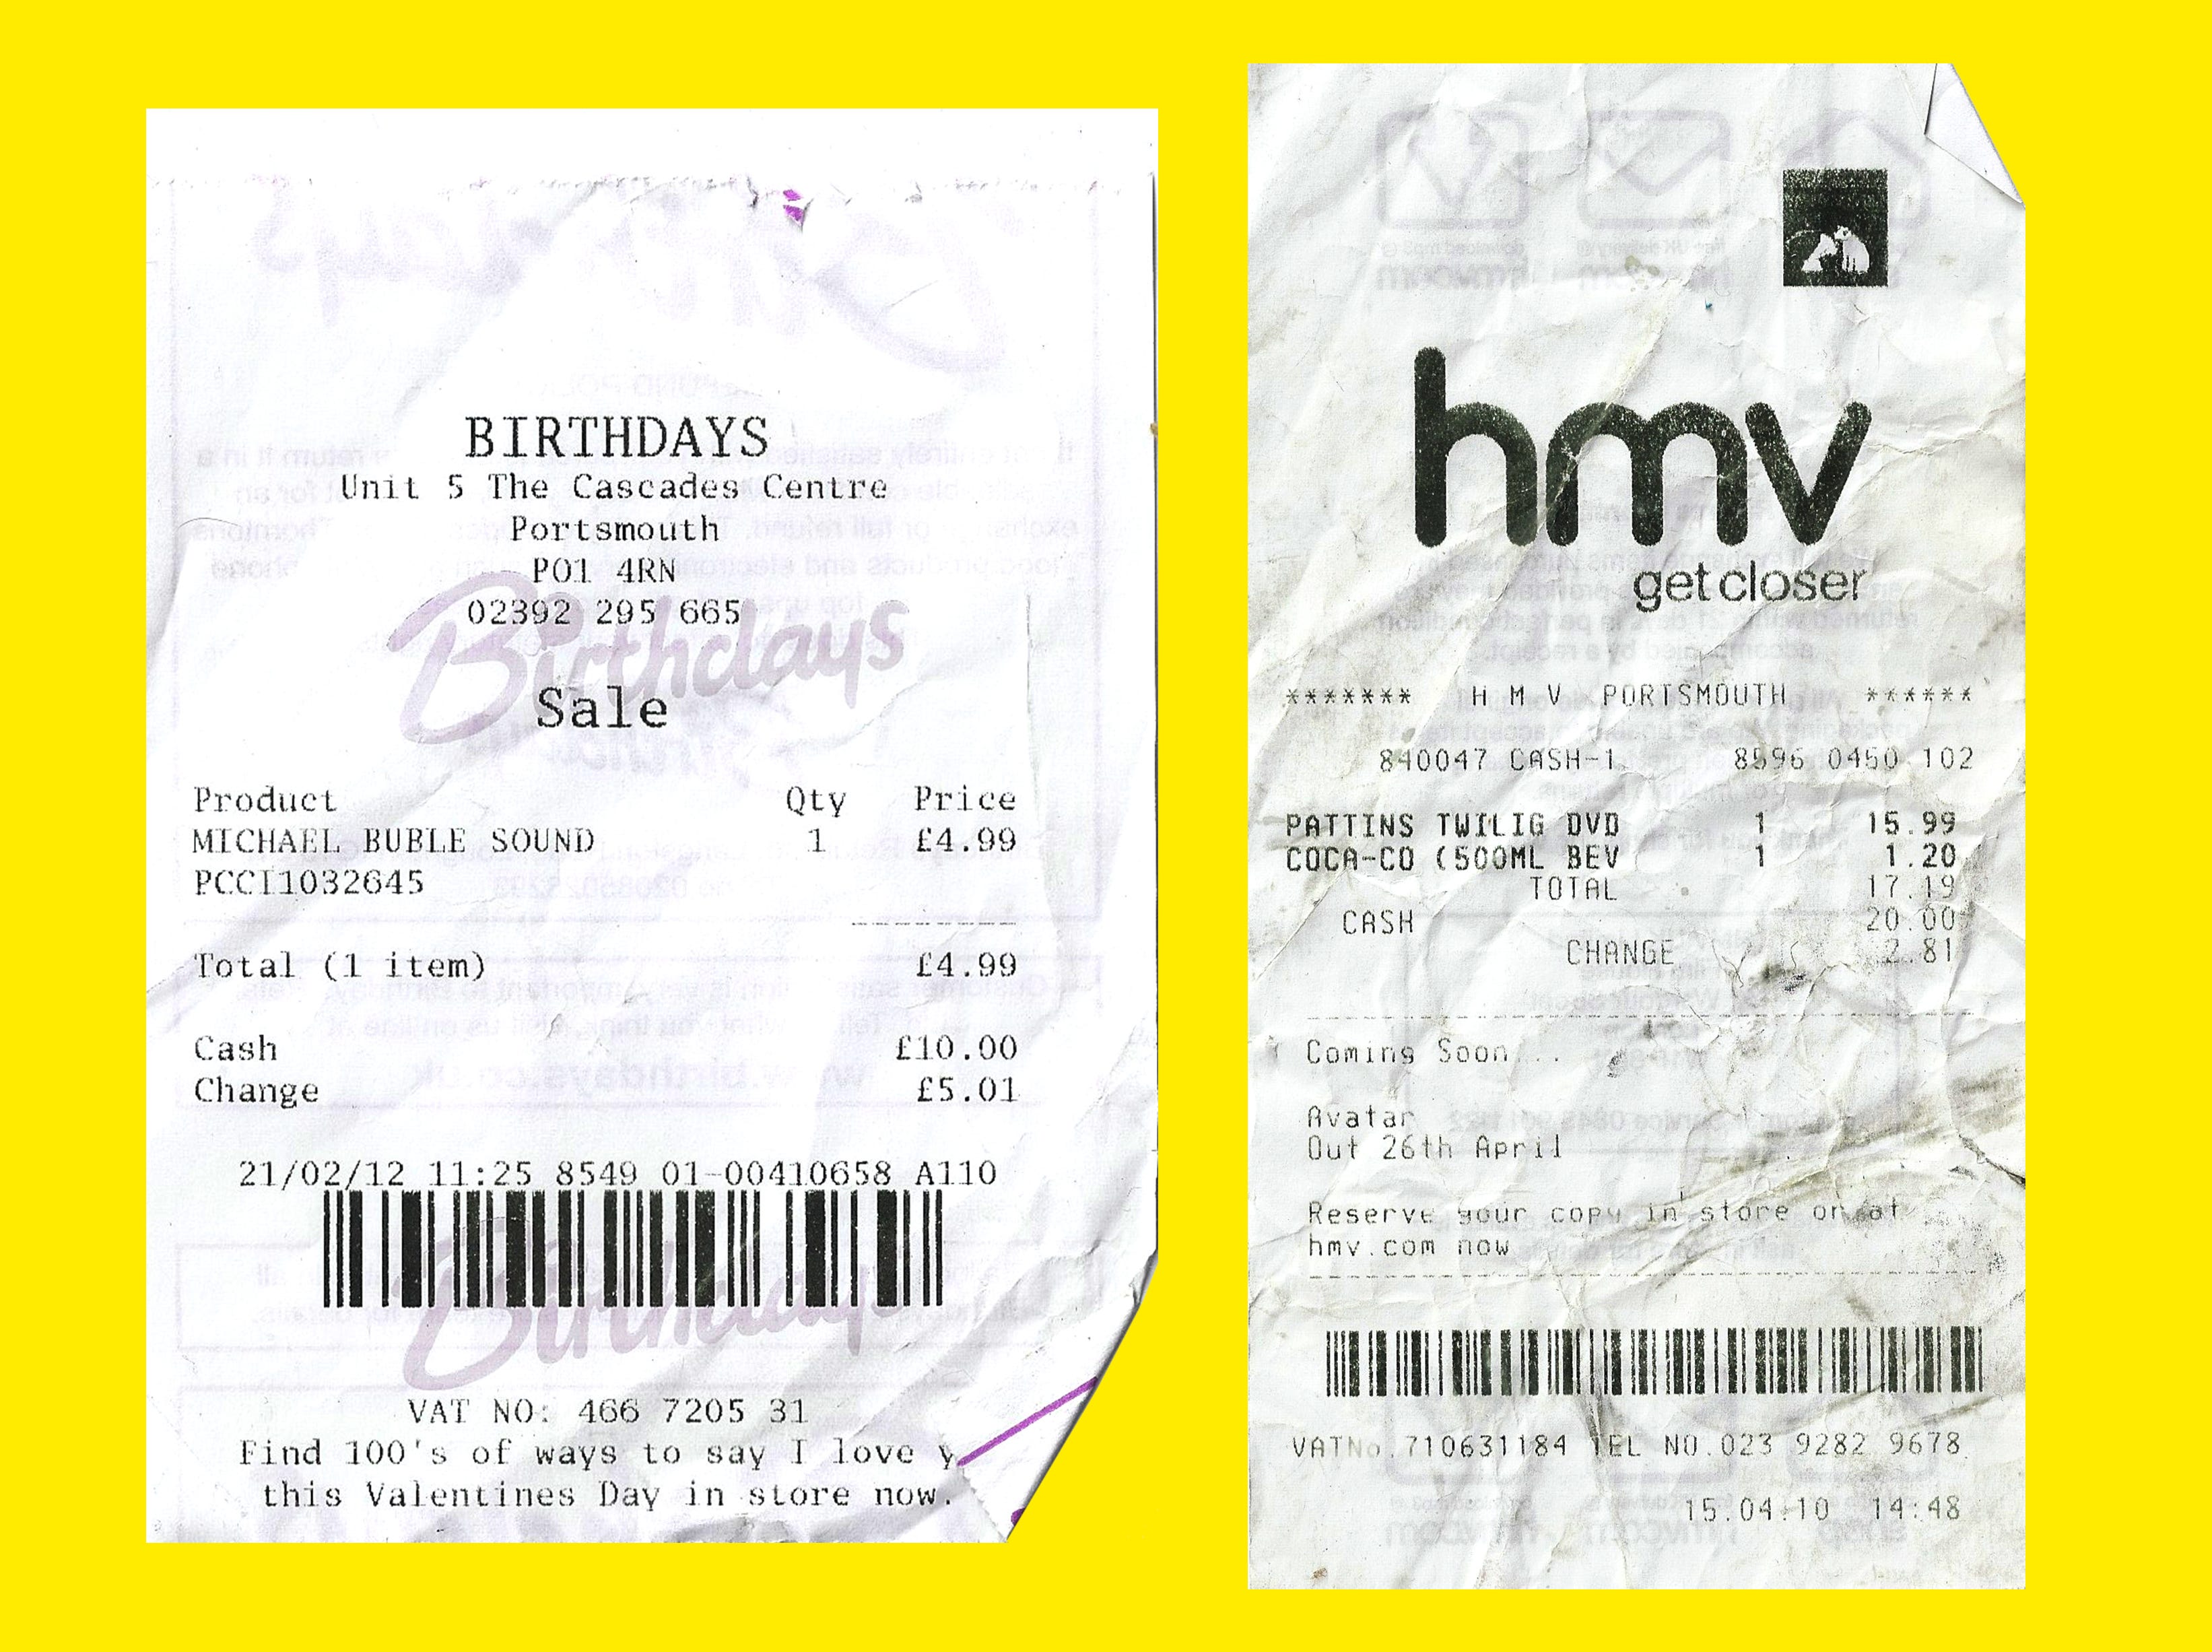 BIRTHDAYS
Unit 5 The Cascades Centre
Portsmouth
PO1 4RN
02392 295 665
Birthdays
Sale
Product Qty Price
MICHAEL BUBLE SOUND 1 £4.99
PCCI1032645
Total (1 item) £4.99
Cash £10.00
Change £5.01
21/02/12 11:25 8549 01-00410658 A110
Birthdays
VAT NO: 466 7205 31
Find 100's of ways to say I love y
this Valentines Day in store now.
hmv
get closer
******* H M V PORTSMOUTH ******
840047 CASH-1 8596 0450 102
PATTINS TWILIG DVD 1 15.99
COCA-CO (500ML BEV 1 1.20
TOTAL 17.19
CASH 20.00
CHANGE 2.81
Coming Soon...
Avatar
Out 26th April
Reserve your copy in store or at
hmv.com now
VATNo.710631184 TEL NO.023 9282 9678
15.04.10 14:48